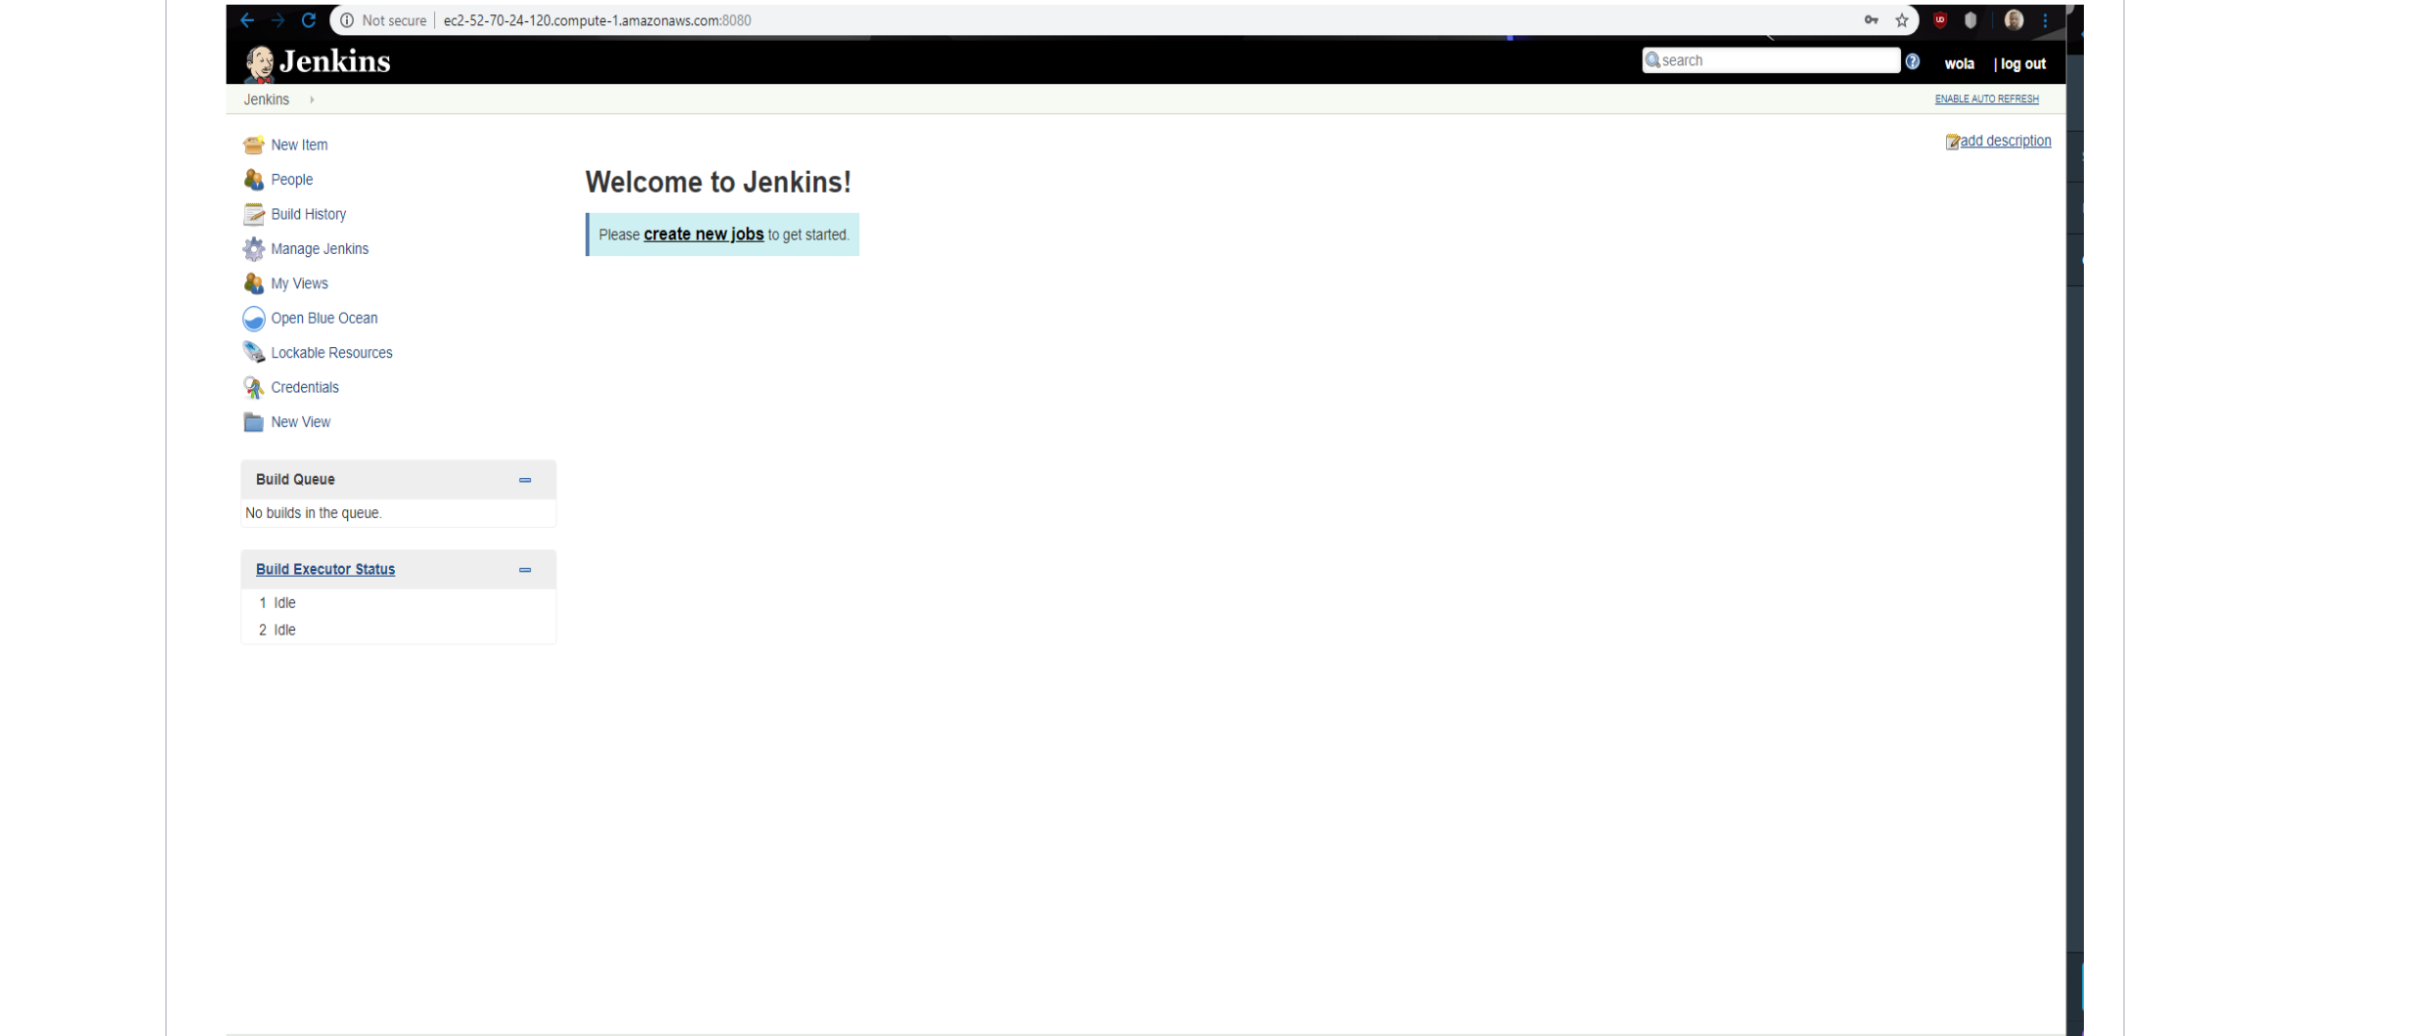 Not secure | ec2-52-70-24-120.compute-1.amazonaws.com:8080
Jenkins
search
wola | log out
Jenkins
ENABLE AUTO REFRESH
New Item
People
Build History
Manage Jenkins
My Views
Open Blue Ocean
Lockable Resources
Credentials
New View
Build Queue
No builds in the queue.
Build Executor Status
1 Idle
2 Idle
add description
Welcome to Jenkins!
Please create new jobs to get started.